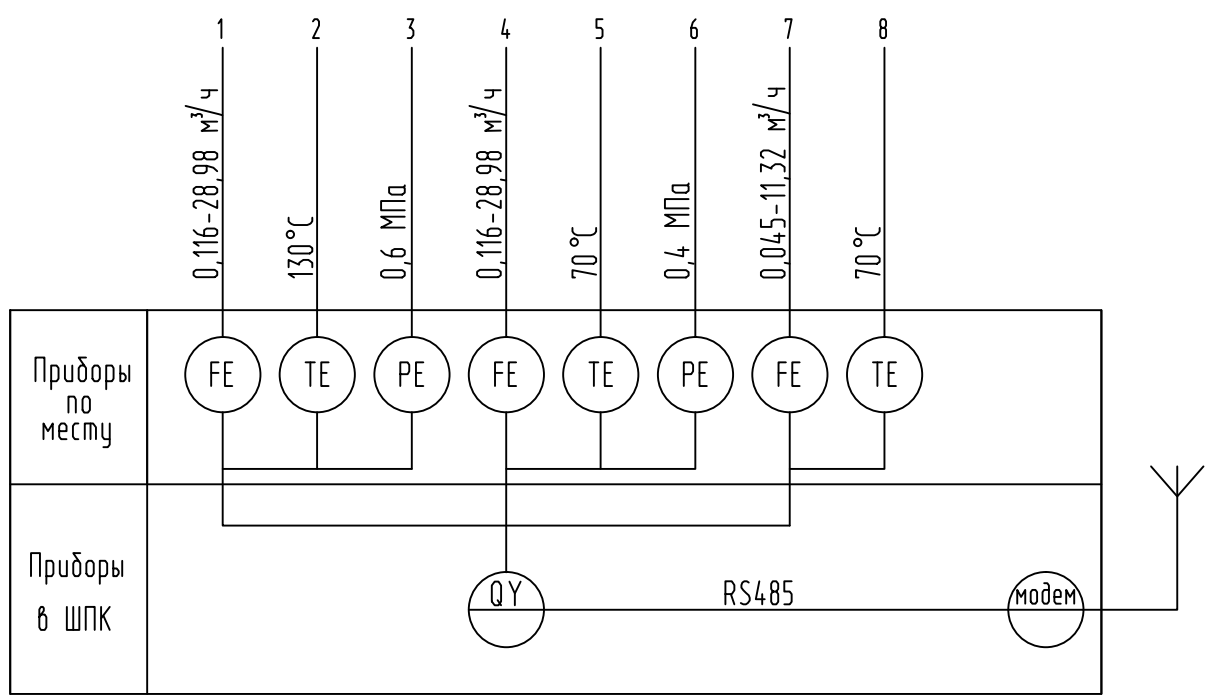 1 2 3 4 5 6 7 8
0,116-28,98 м³/ч
130°С
0,6 МПа
0,116-28,98 м³/ч
70°С
0,4 МПа
0,045-11,32 м³/ч
70°С
Приборы
по
месту
FE TE PE FE TE PE FE TE
Приборы
в ШПК
QY
RS485
модем